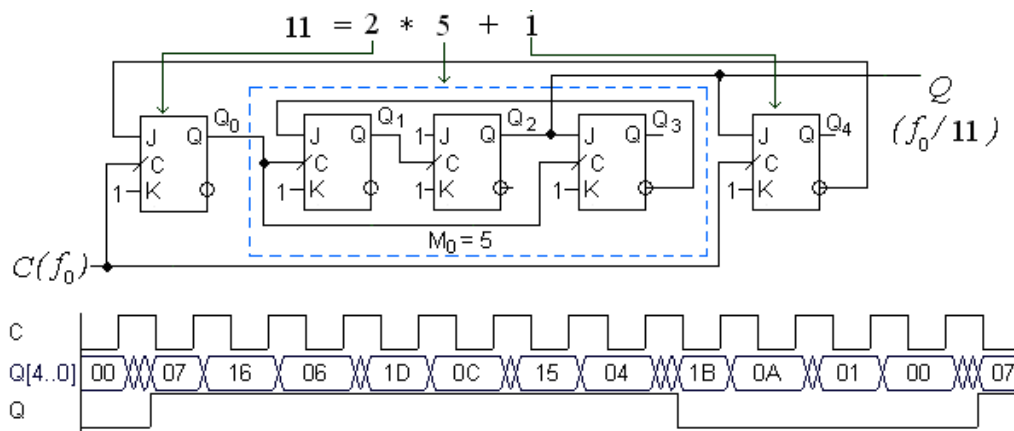 11 = 2 * 5 + 1
J Q Q0 C 1 K
J Q Q1 C 1 K
1 J Q Q2 C 1 K
J Q Q3 C 1 K
J Q Q4 C 1 K
Q
(f0/11)
M0 = 5
C(f0)
C
Q[4..0] 00 07 16 06 1D 0C 15 04 1B 0A 01 00 07
Q